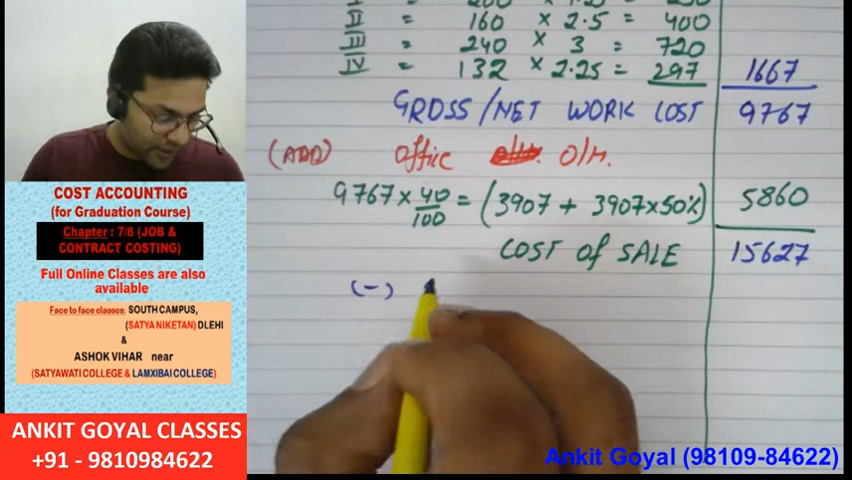 II = 160 × 2.5 = 400
III = 240 × 3 = 720
IV = 132 × 2.25 = 297 1667
GROSS/NET WORK COST 9767
(ADD) office O/H.
9767 × 40/100 = (3907 + 3907×50%) 5860
COST of SALE 15627
(-)
COST ACCOUNTING
(for Graduation Course)
Chapter : 7/8 (JOB &
CONTRACT COSTING)
Full Online Classes are also
available
Face to face classes: SOUTH CAMPUS,
(SATYA NIKETAN) DLEHI
&
ASHOK VIHAR near
(SATYAWATI COLLEGE & LAMXIBAI COLLEGE)
ANKIT GOYAL CLASSES
+91 - 9810984622
Ankit Goyal (98109-84622)